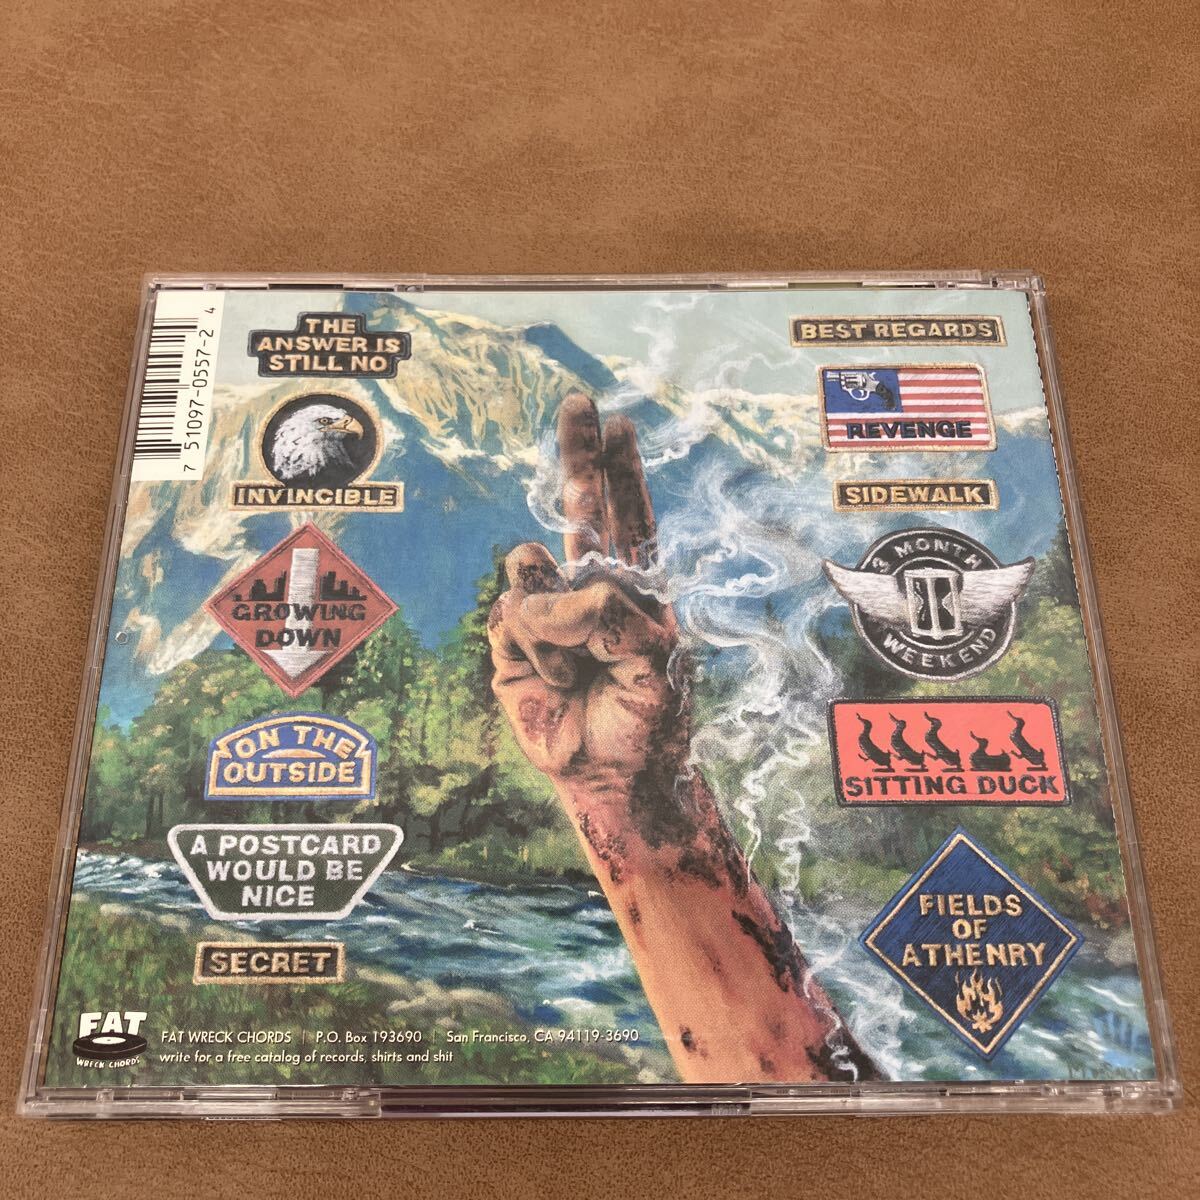 7 51097-0557-2 4
THE
ANSWER IS
STILL NO
INVINCIBLE
GROWING
DOWN
ON THE
OUTSIDE
A POSTCARD
WOULD BE
NICE
SECRET
BEST REGARDS
REVENGE
SIDEWALK
3 MONTH
WEEKEND
SITTING DUCK
FIELDS
OF
ATHENRY
FAT
WRECK CHORDS
FAT WRECK CHORDS | P.O. Box 193690 | San Francisco, CA 94119-3690
write for a free catalog of records, shirts and shit